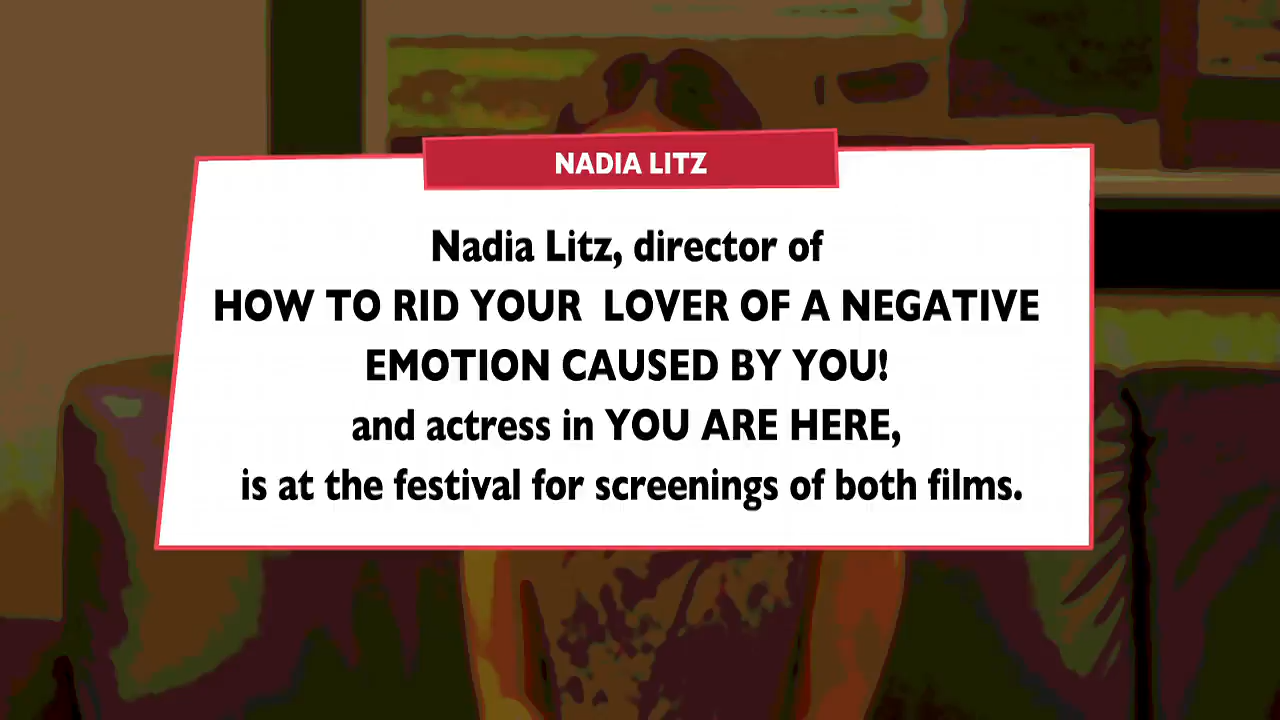 NADIA LITZ
Nadia Litz, director of
HOW TO RID YOUR  LOVER OF A NEGATIVE
EMOTION CAUSED BY YOU!
and actress in YOU ARE HERE,
is at the festival for screenings of both films.